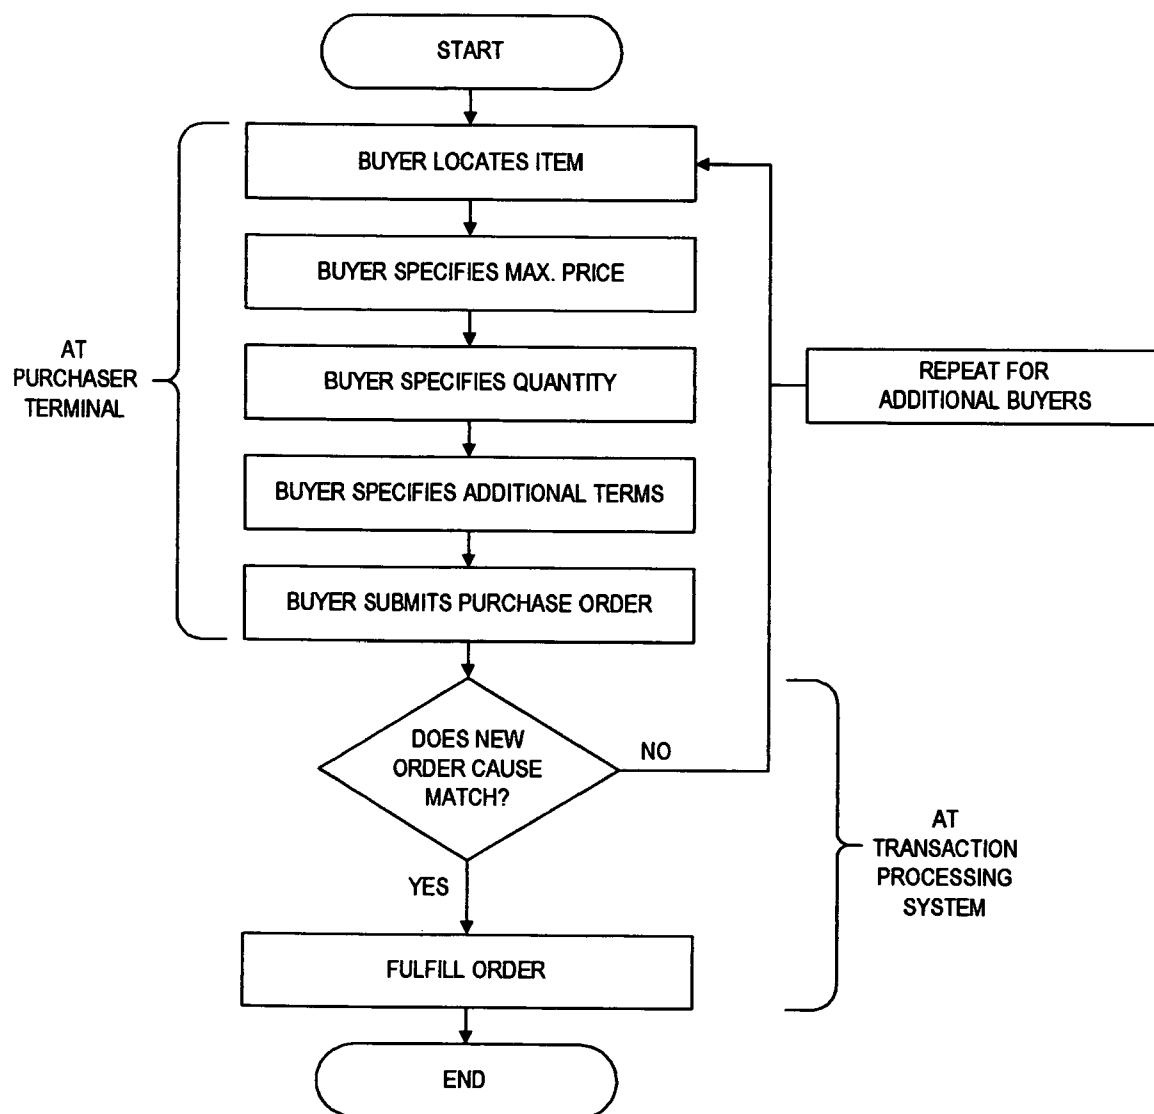 START
BUYER LOCATES ITEM
BUYER SPECIFIES MAX. PRICE
AT
PURCHASER
TERMINAL
BUYER SPECIFIES QUANTITY
REPEAT FOR
ADDITIONAL BUYERS
BUYER SPECIFIES ADDITIONAL TERMS
BUYER SUBMITS PURCHASE ORDER
DOES NEW
ORDER CAUSE
MATCH?
NO
YES
AT
TRANSACTION
PROCESSING
SYSTEM
FULFILL ORDER
END